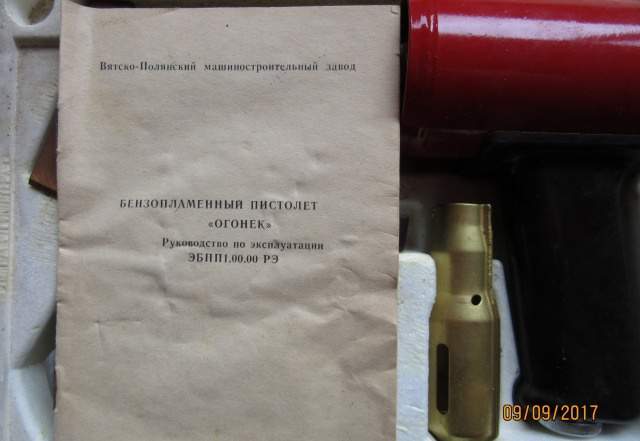 Вятско-Полянский машиностроительный завод
БЕНЗОПЛАМЕННЫЙ ПИСТОЛЕТ
«ОГОНЕК»
Руководство по эксплуатации
ЭБПП1.00.00 РЭ
09/09/2017